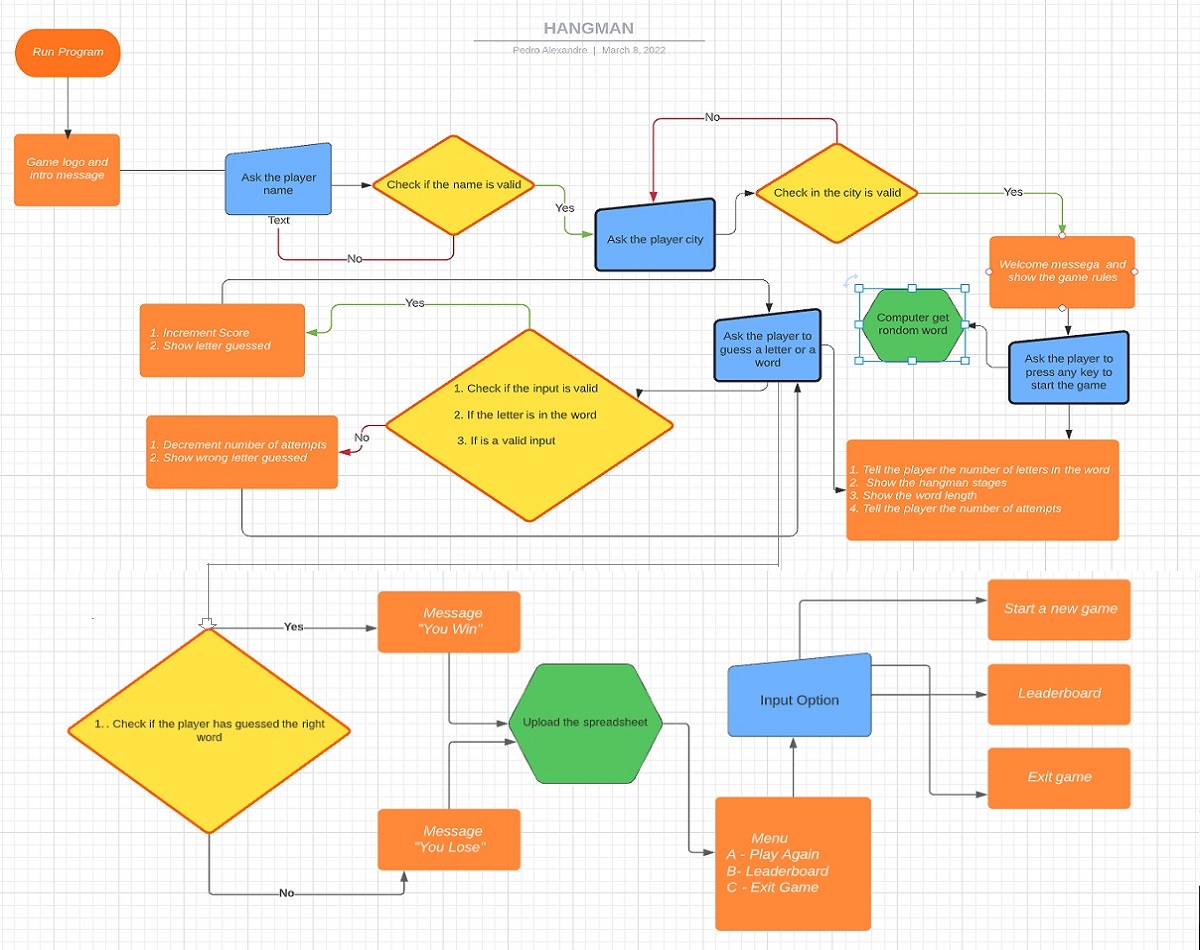 HANGMAN
Pedro Alexandre | March 8, 2022
Run Program
Game logo and
intro message
Ask the player
name
Text
No
Check if the name is valid
Yes
Ask the player city
No
Check in the city is valid
Yes
Welcome messega and
show the game rules
Ask the player to
press any key to
start the game
Computer get
rondom word
1. Tell the player the number of letters in the word
2. Show the hangman stages
3. Show the word length
4. Tell the player the number of attempts
Ask the player to
guess a letter or a
word
1. Check if the input is valid
2. If the letter is in the word
3. If is a valid input
Yes
1. Increment Score
2. Show letter guessed
No
1. Decrement number of attempts
2. Show wrong letter guessed
1. . Check if the player has guessed the right
word
Yes
Message
"You Win"
No
Message
"You Lose"
Upload the spreadsheet
Menu
A - Play Again
B- Leaderboard
C - Exit Game
Input Option
Start a new game
Leaderboard
Exit game